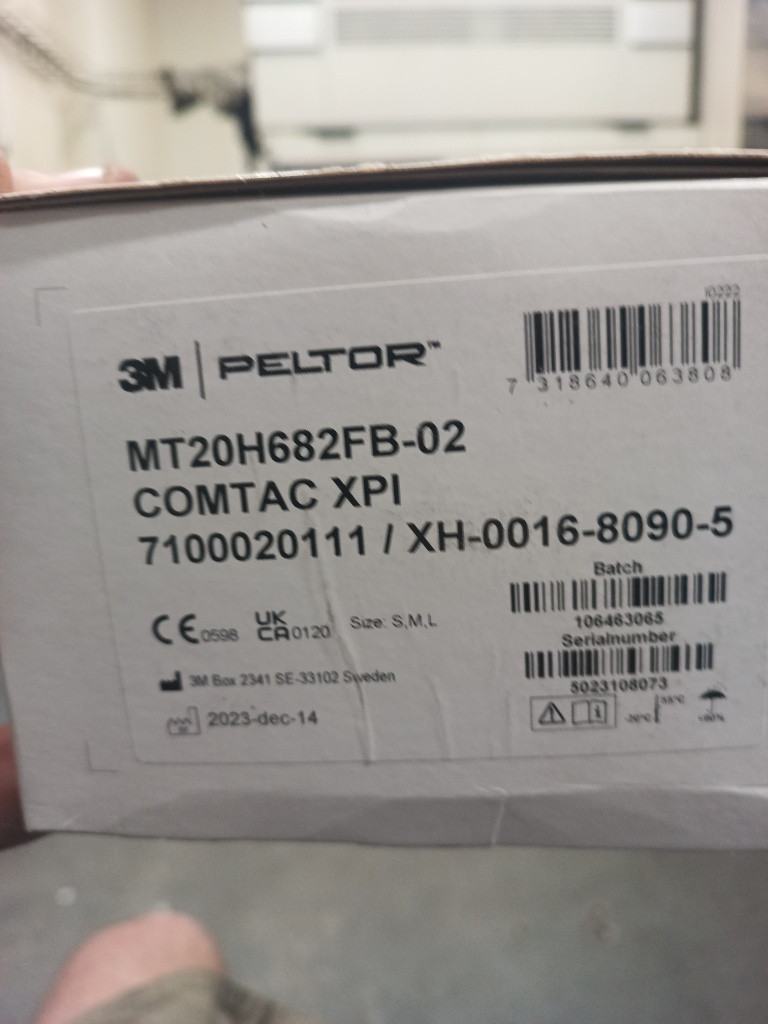 i0222
3M | PELTOR™
7 318640 063808
MT20H682FB-02
COMTAC XPI
7100020111 / XH-0016-8090-5
Batch
106463065
CE 0598 UK CA 0120 Size: S,M,L
Serialnumber
3M Box 2341 SE-33102 Sweden
5023108073
2023-dec-14